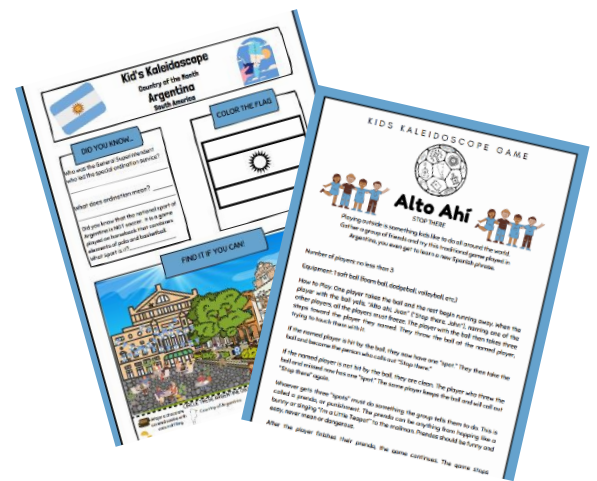 Kid's Kaleidoscope
Country of the Month
Argentina
South America
DID YOU KNOW...
Who was the General Superintendent
who led the special ordination service?
What does ordination mean?
Did you know that the national sport of
Argentina is NOT soccer. It is a game
played on horseback that combines
elements of polo and basketball.
What sport is it?
COLOR THE FLAG
FIND IT IF YOU CAN!
Country of Argentina
KIDS KALEIDOSCOPE GAME
Alto Ahí
STOP THERE
Playing outside is something kids like to do all around the world.
Gather a group of friends and try this traditional game played in
Argentina, you even get to learn a new Spanish phrase.
Number of players: no less than 3
Equipment: 1 soft ball (foam ball, dodgeball, volleyball, etc.)
How to Play: One player takes the ball and the rest begin running away. When the
player with the ball yells, "Alto ahí, Juan" ("Stop there, John"), naming one of the
other players, all the players must freeze. The player with the ball then takes three
steps toward the player they named. They throw the ball at the named player,
trying to touch them with it.
If the named player is hit by the ball, they now have one "spot." They then take the
ball and become the person who calls out "Stop there."
If the named player is not hit by the ball, they are clean. The player who threw the
ball and missed now has one "spot." The same player keeps the ball and will call out
"Stop there" again.
Whoever gets three "spots" must do something the group tells them to do. This is
called a prenda, or punishment. The prenda can be anything from hopping like a
bunny or singing "I'm a Little Teapot" to the mailman. Prendas should be funny and
easy, never mean or dangerous.
After the player finishes their prenda, the game continues. The game stops